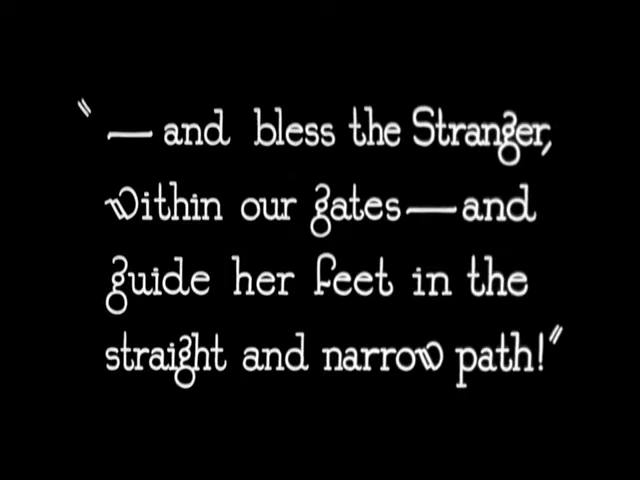 "—and bless the Stranger,
within our gates—and
guide her feet in the
straight and narrow path!"